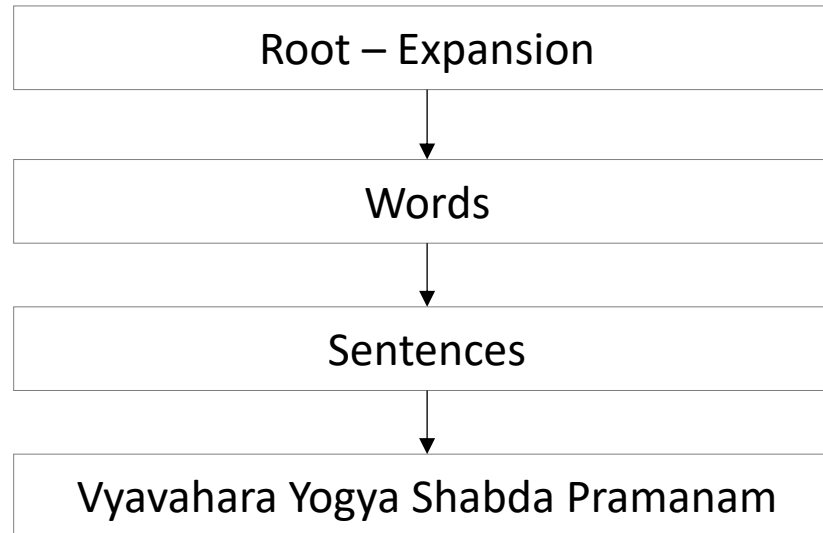 Root – Expansion
Words
Sentences
Vyavahara Yogya Shabda Pramanam